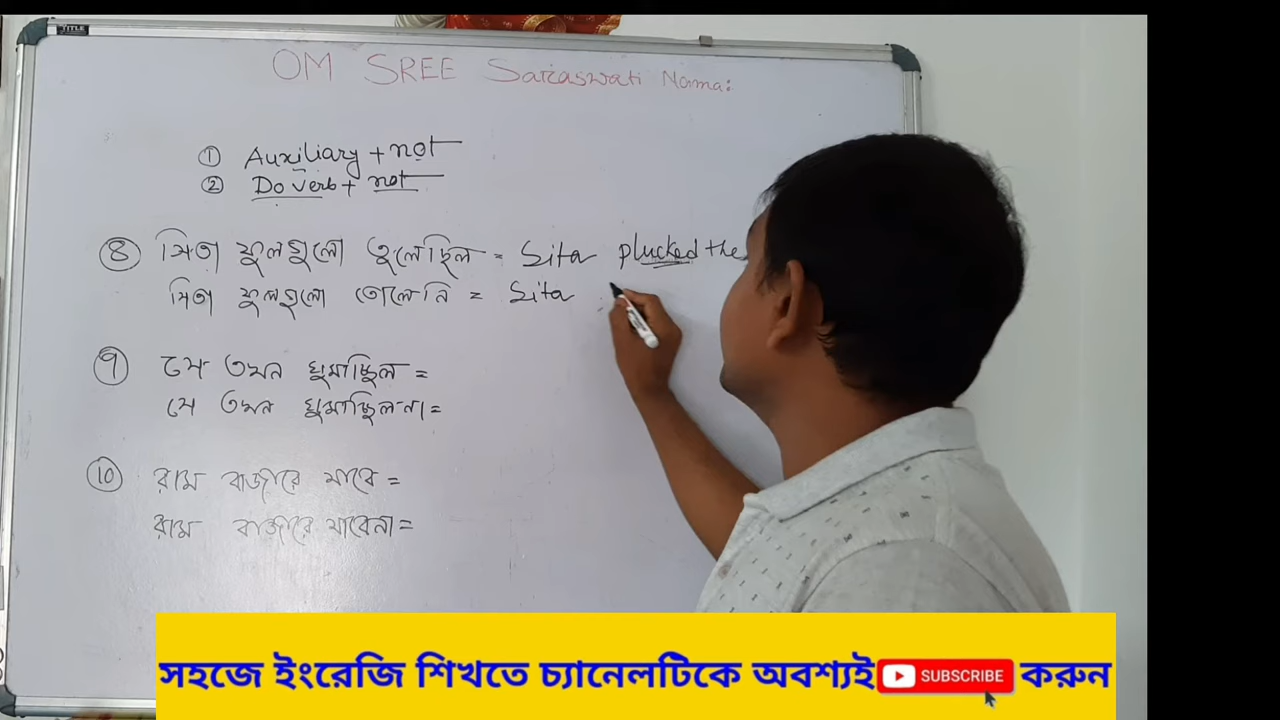 TITLE
OM SREE Saraswati Nama:
① Auxiliary + not
② Do verb + not
⑧ সিতা ফুলগুলো তুলেছিল = Sita plucked the
সিতা ফুলগুলো তোলেনি = Sita
⑨ সে তখন ঘুমাচ্ছিল =
সে তখন ঘুমাচ্ছিল না =
⑩ রাম বাজারে যাবে =
রাম বাজারে যাবেনা =
সহজে ইংরেজি শিখতে চ্যানেলটিকে অবশ্যই SUBSCRIBE করুন